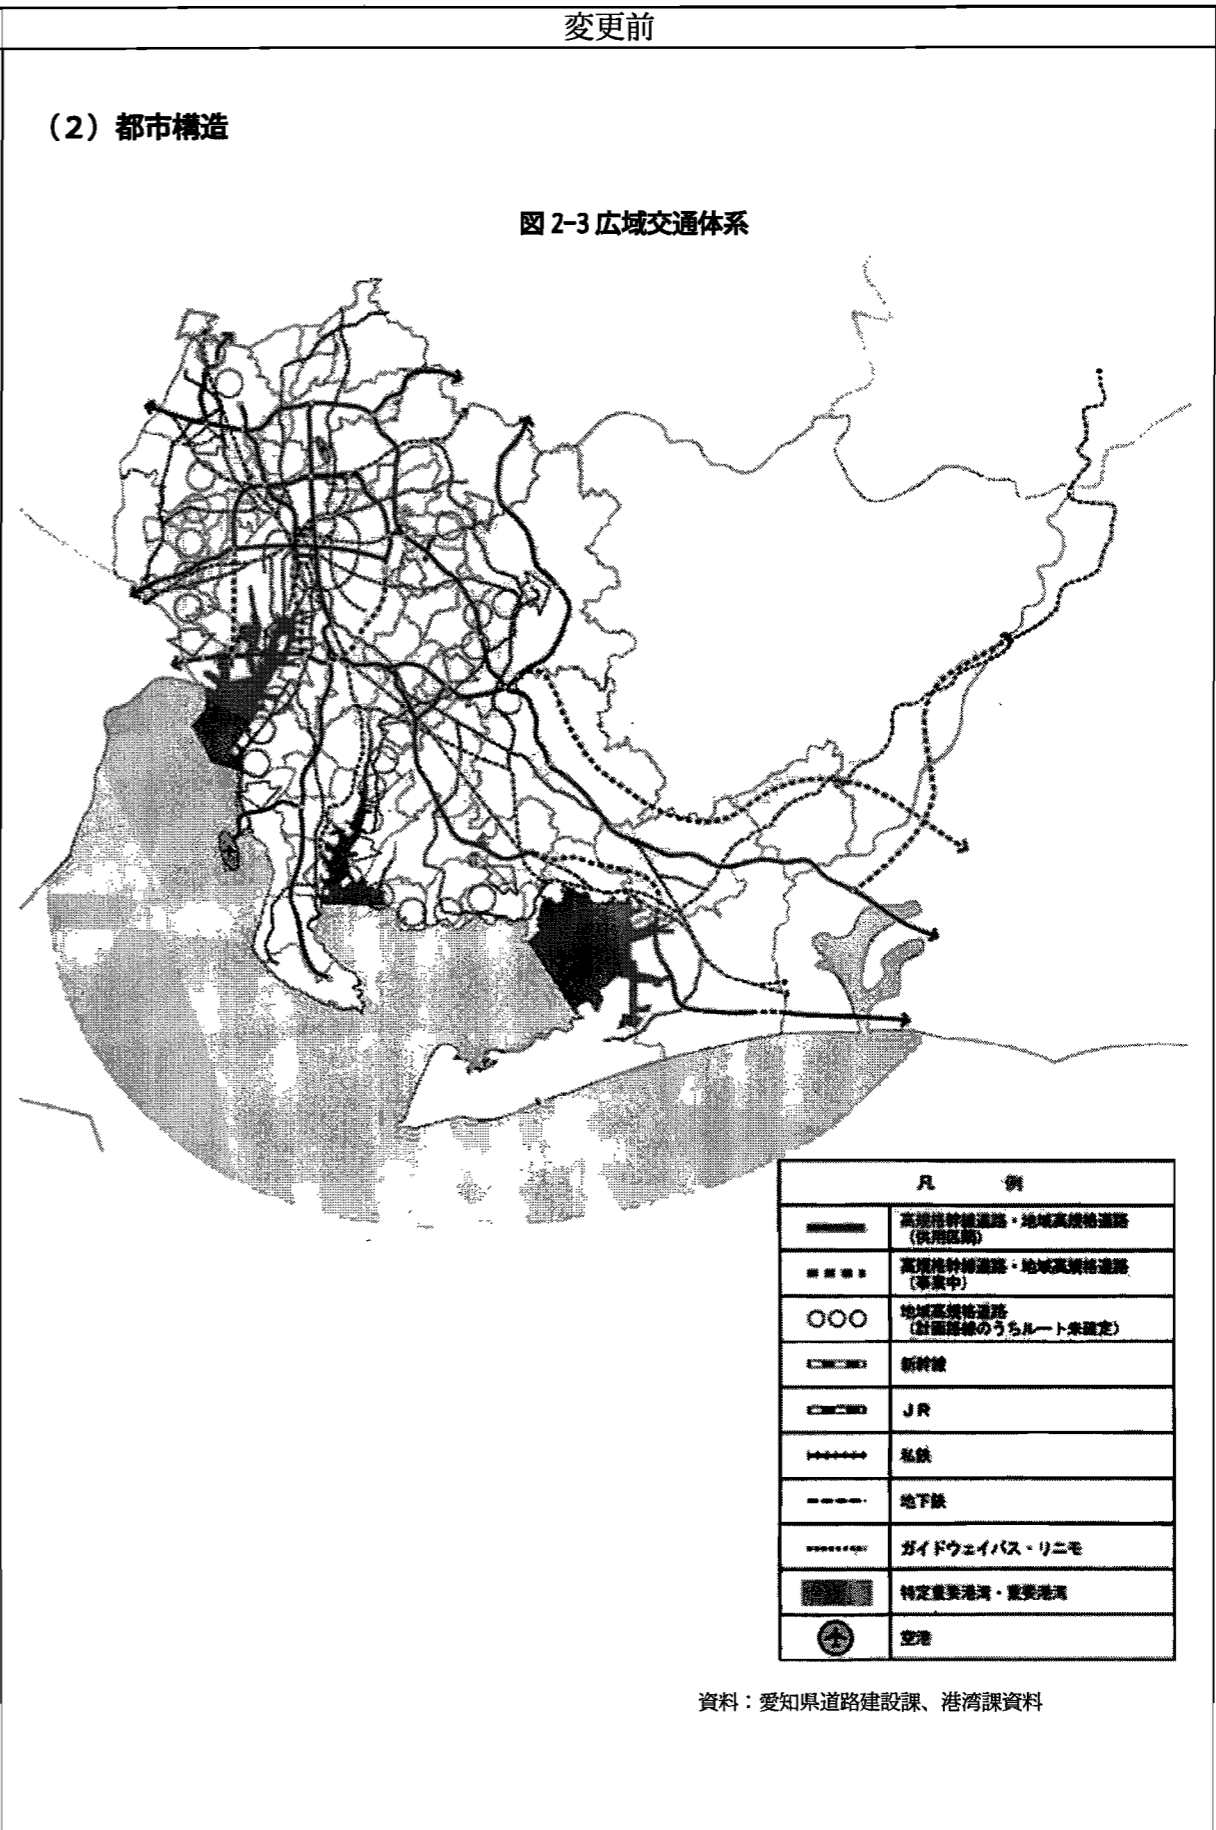 変更前
（２）都市構造
図 2-3 広域交通体系
凡 例
高規格幹線道路・地域高規格道路
（供用区間）
高規格幹線道路・地域高規格道路
（事業中）
地域高規格道路
（計画路線のうちルート未確定）
新幹線
ＪＲ
私鉄
地下鉄
ガイドウェイバス・リニモ
特定重要港湾・重要港湾
空港
資料：愛知県道路建設課、港湾課資料